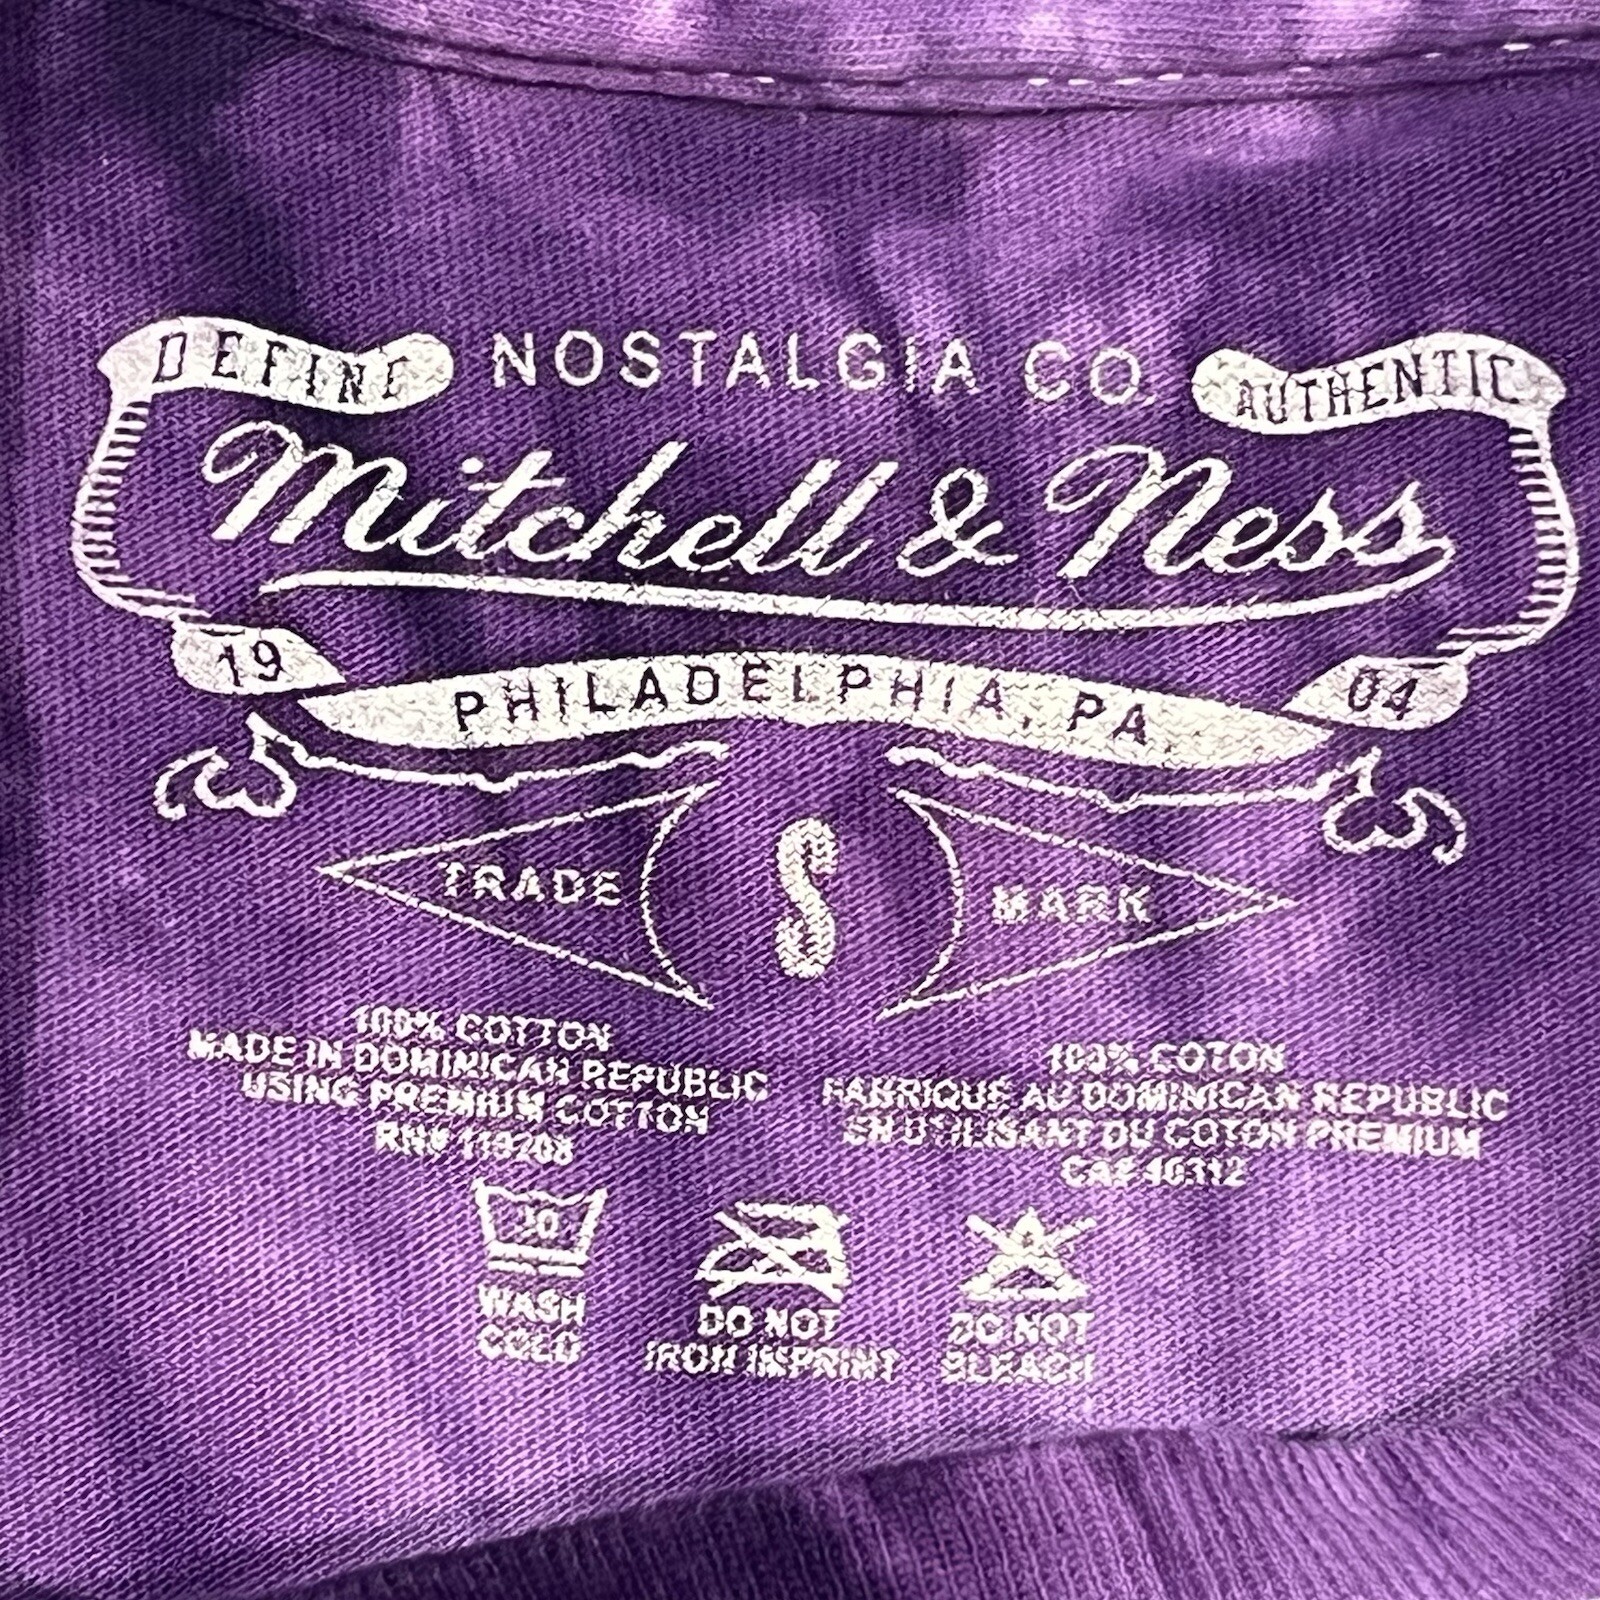 DEFINE NOSTALGIA CO. AUTHENTIC
Mitchell & Ness
19 PHILADELPHIA, PA. 04
TRADE S MARK
100% COTTON
MADE IN DOMINICAN REPUBLIC
USING PREMIUM COTTON
RN# 119208
100% COTON
FABRIQUE AU DOMINICAN REPUBLIC
EN UTILISANT DU COTON PREMIUM
CA# 40312
30
WASH
COLD
DO NOT
IRON IMPRINT
DO NOT
BLEACH